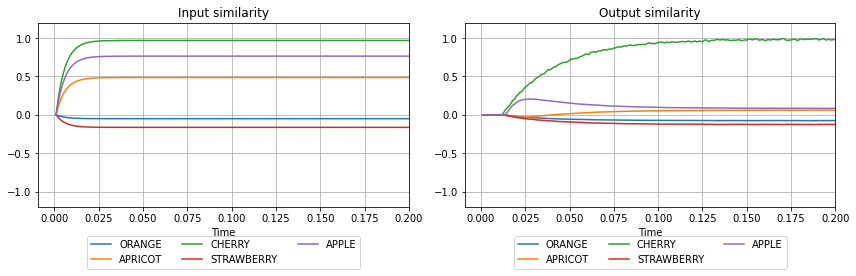 Input similarity
1.0
0.5
0.0
−0.5
−1.0
0.000 0.025 0.050 0.075 0.100 0.125 0.150 0.175 0.200
Time
ORANGE CHERRY APPLE
APRICOT STRAWBERRY
Output similarity
1.0
0.5
0.0
−0.5
−1.0
0.000 0.025 0.050 0.075 0.100 0.125 0.150 0.175 0.200
Time
ORANGE CHERRY APPLE
APRICOT STRAWBERRY